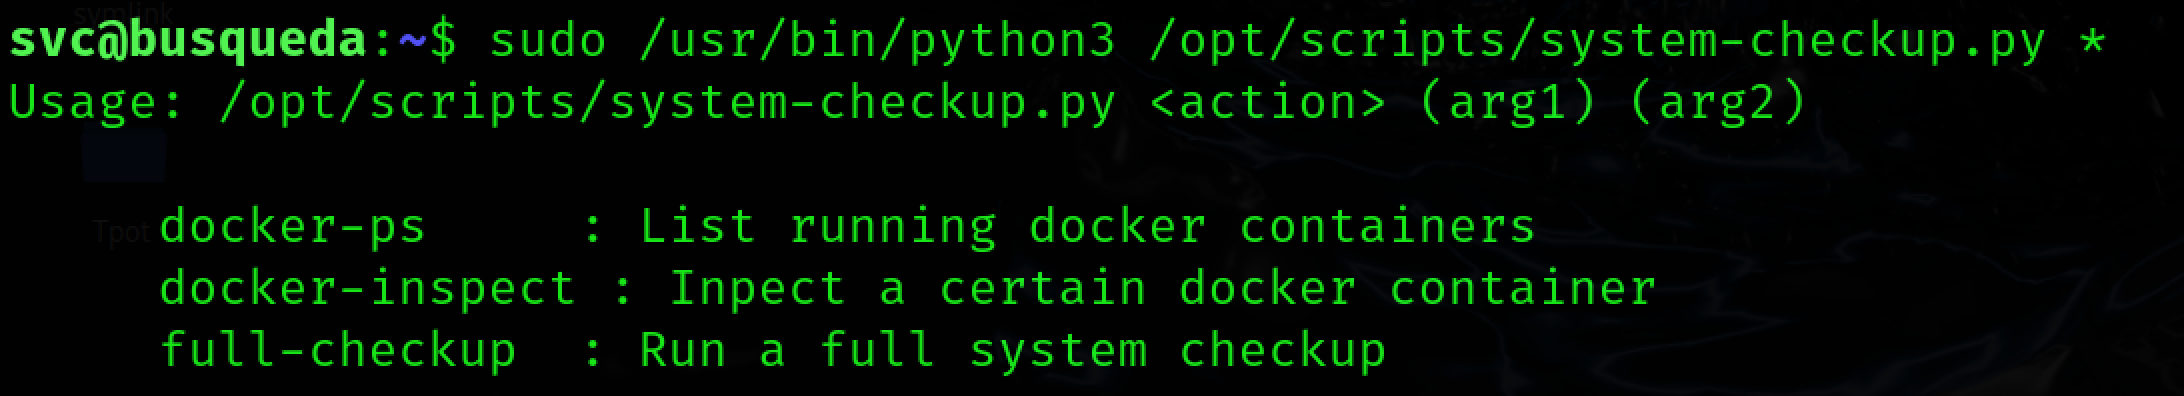 symlink
svc@busqueda:~$ sudo /usr/bin/python3 /opt/scripts/system-checkup.py *
Usage: /opt/scripts/system-checkup.py <action> (arg1) (arg2)
Tpot
docker-ps     : List running docker containers
docker-inspect : Inpect a certain docker container
full-checkup  : Run a full system checkup